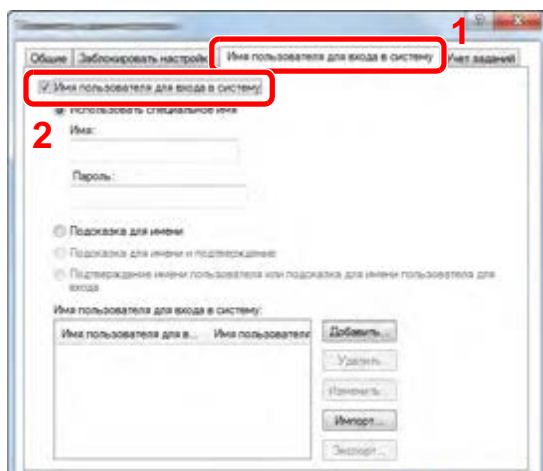 1
Общие
Заблокировать настройк
Имя пользователя для входа в систему
Учет заданий
Имя пользователя для входа в систему
2
Использовать специальное имя
Имя:
Пароль:
Подсказка для имени
Подсказка для имени и подтверждение
Подтверждение имени пользователя или подсказка для имени пользователя для
входа
Имя пользователя для входа в систему:
Имя пользователя для в... Имя пользователя
Добавить...
Удалить
Изменить...
Импорт...
Экспорт...